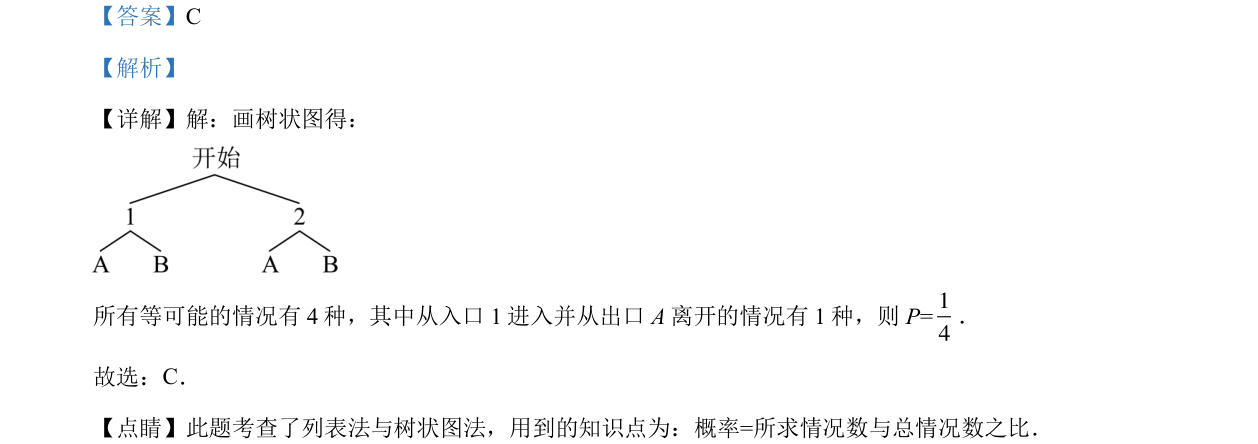 【答案】C
【解析】
【详解】解：画树状图得：
开始
1 2
A B A B
所有等可能的情况有 4 种，其中从入口 1 进入并从出口 A 离开的情况有 1 种，则 P=1/4．
故选：C．
【点睛】此题考查了列表法与树状图法，用到的知识点为：概率=所求情况数与总情况数之比．